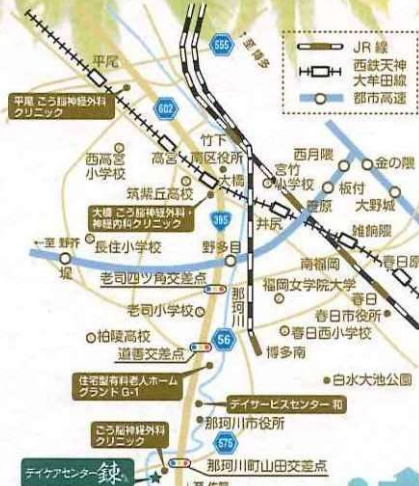 555
↑至 博多
JR 線
西鉄天神
大牟田線
都市高速
平尾
平尾 こう脳神経外科
クリニック
602
竹下
西高宮
小学校
高宮
南区役所
大橋
宮竹
小学校
西月隈
金の隈
筑紫丘高校
板付
笹原
大野城
大橋 こう脳神経外科・
神経内科クリニック
385
井尻
雑餉隈
←至 野芥
長住小学校
野多目
堤
南福岡
春日原
老司四ツ角交差点
那珂川
福岡女学院大学
老司小学校
春日
春日市役所
柏陵高校
春日西小学校
道善交差点
56
博多南
住宅型有料老人ホーム
グランド G-1
白水大池公園
デイサービスセンター 和
那珂川市役所
こう脳神経外科
クリニック
575
デイケアセンター 錬
那珂川町山田交差点